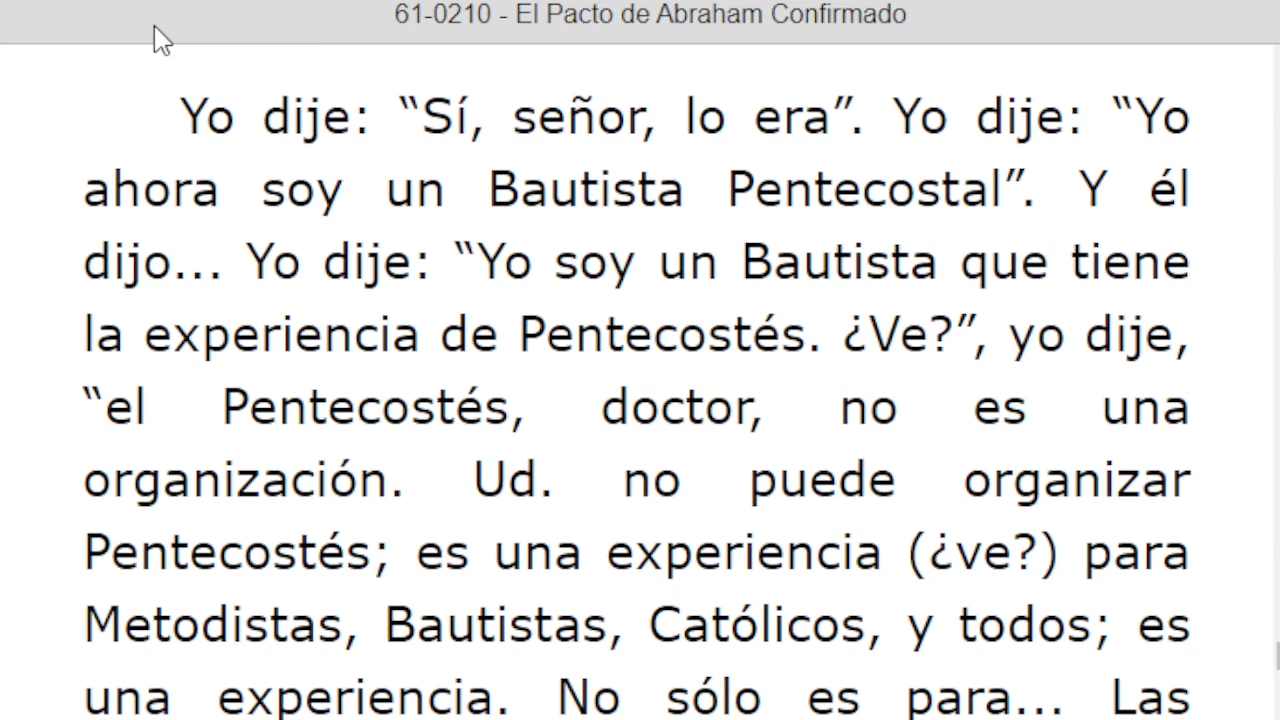 61-0210 - El Pacto de Abraham Confirmado
Yo dije: “Sí, señor, lo era”. Yo dije: “Yo
ahora soy un Bautista Pentecostal”. Y él
dijo... Yo dije: “Yo soy un Bautista que tiene
la experiencia de Pentecostés. ¿Ve?”, yo dije,
“el Pentecostés, doctor, no es una
organización. Ud. no puede organizar
Pentecostés; es una experiencia (¿ve?) para
Metodistas, Bautistas, Católicos, y todos; es
una experiencia. No sólo es para... Las